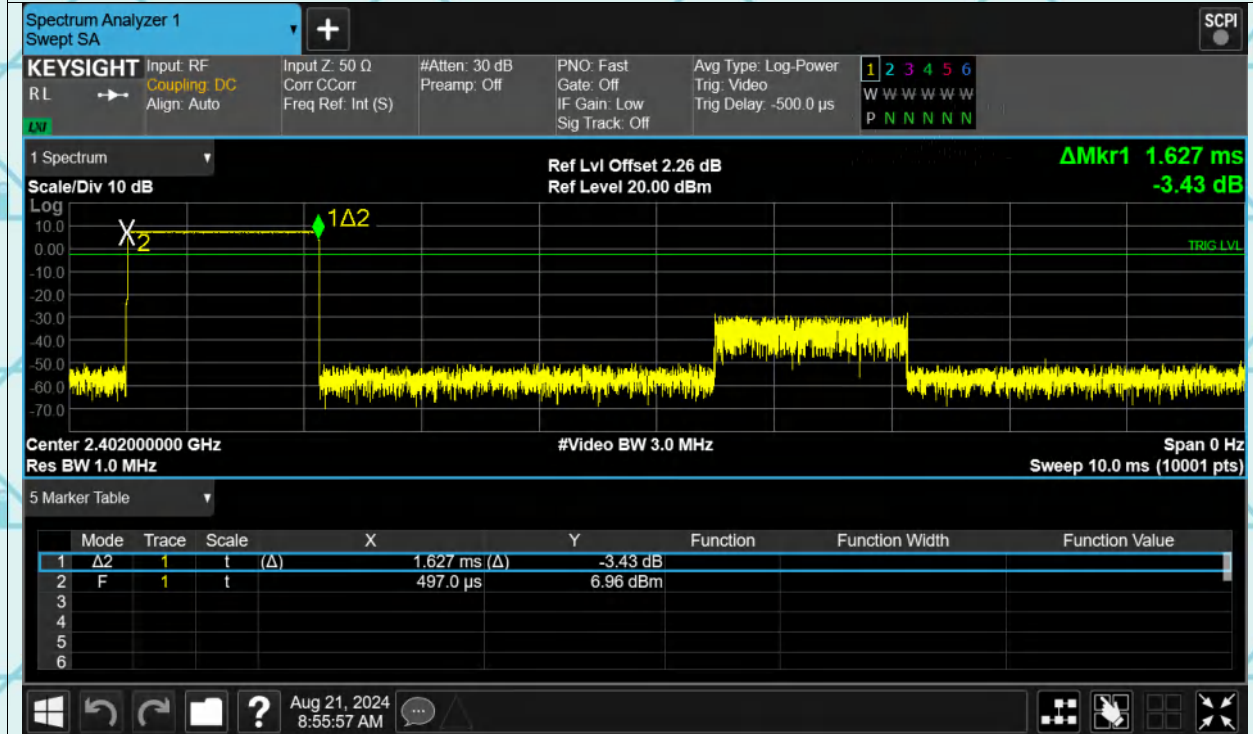 Spectrum Analyzer 1
Swept SA
+
SCPI
KEYSIGHT
RL
LXI
Input: RF
Coupling: DC
Align: Auto
Input Z: 50 Ω
Corr CCorr
Freq Ref: Int (S)
#Atten: 30 dB
Preamp: Off
PNO: Fast
Gate: Off
IF Gain: Low
Sig Track: Off
Avg Type: Log-Power
Trig: Video
Trig Delay: -500.0 µs
1 2 3 4 5 6
W W W W W W
P N N N N N
1 Spectrum
Scale/Div 10 dB
Ref Lvl Offset 2.26 dB
Ref Level 20.00 dBm
ΔMkr1 1.627 ms
-3.43 dB
Log
10.0
0.00
-10.0
-20.0
-30.0
-40.0
-50.0
-60.0
-70.0
2
1Δ2
TRIG LVL
Center 2.402000000 GHz
#Video BW 3.0 MHz
Span 0 Hz
Res BW 1.0 MHz
Sweep 10.0 ms (10001 pts)
5 Marker Table
Mode Trace Scale X Y Function Function Width Function Value
1 Δ2 1 t (Δ) 1.627 ms (Δ) -3.43 dB
2 F 1 t 497.0 µs 6.96 dBm
3
4
5
6
?
Aug 21, 2024
8:55:57 AM